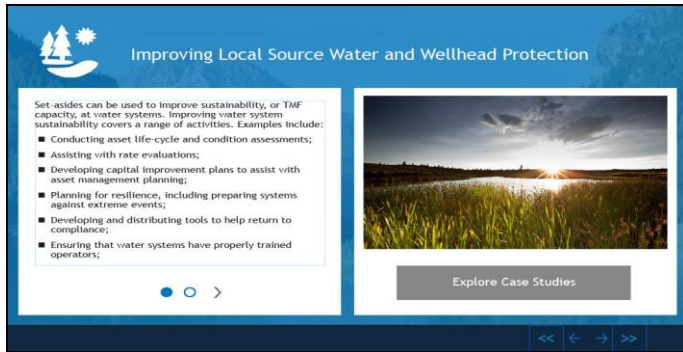 Improving Local Source Water and Wellhead Protection
Set-asides can be used to improve sustainability, or TMF
capacity, at water systems. Improving water system
sustainability covers a range of activities. Examples include:
■ Conducting asset life-cycle and condition assessments;
■ Assisting with rate evaluations;
■ Developing capital improvement plans to assist with
asset management planning;
■ Planning for resilience, including preparing systems
against extreme events;
■ Developing and distributing tools to help return to
compliance;
■ Ensuring that water systems have properly trained
operators;
Explore Case Studies